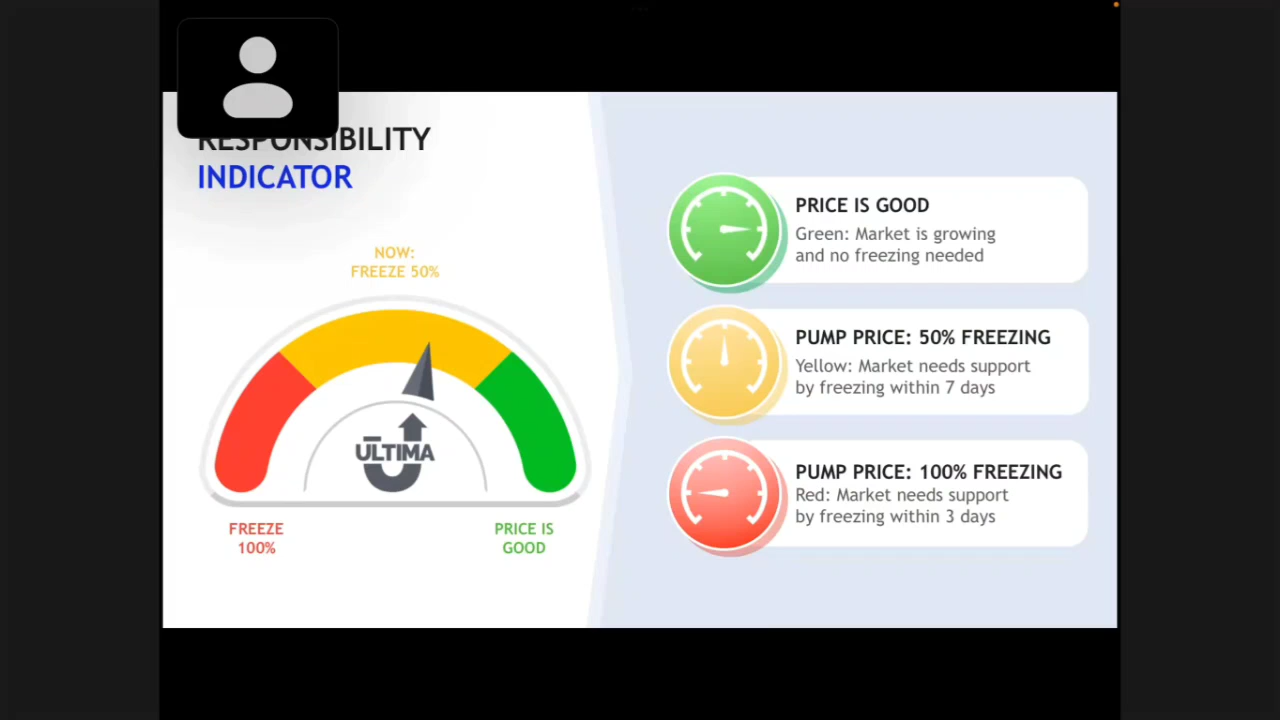 RESPONSIBILITY
INDICATOR
NOW:
FREEZE 50%
ULTIMA
FREEZE
100%
PRICE IS
GOOD
PRICE IS GOOD
Green: Market is growing
and no freezing needed
PUMP PRICE: 50% FREEZING
Yellow: Market needs support
by freezing within 7 days
PUMP PRICE: 100% FREEZING
Red: Market needs support
by freezing within 3 days